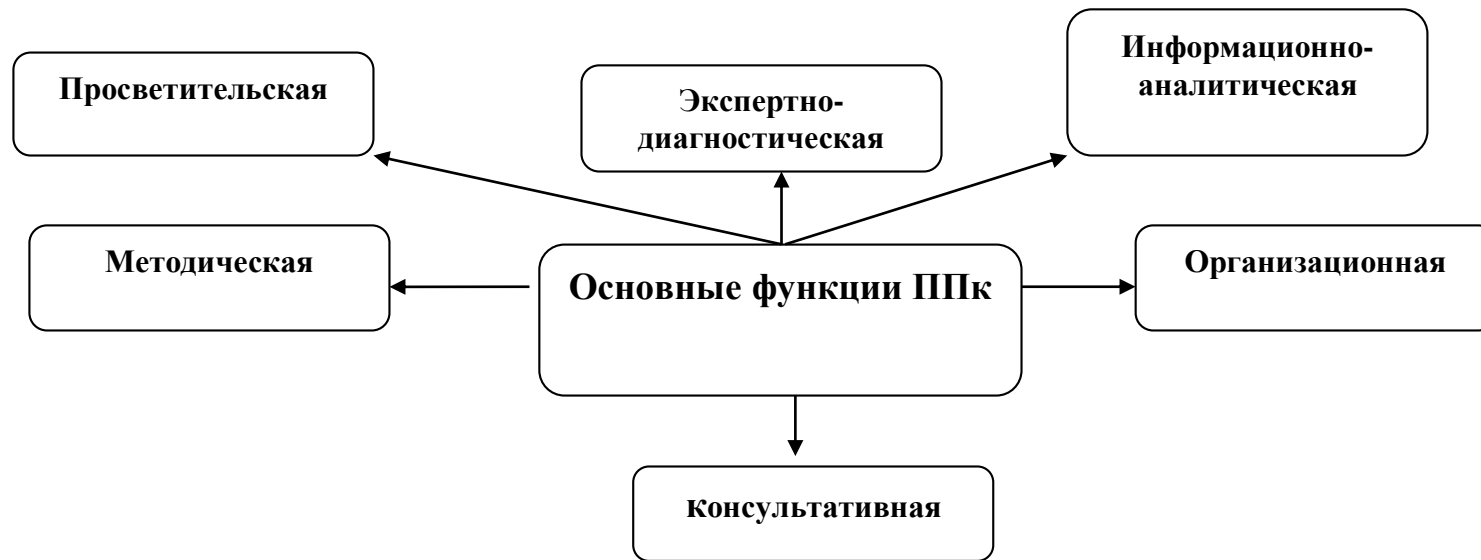 Просветительская
Экспертно-
диагностическая
Информационно-
аналитическая
Методическая
Основные функции ППк
Организационная
консультативная